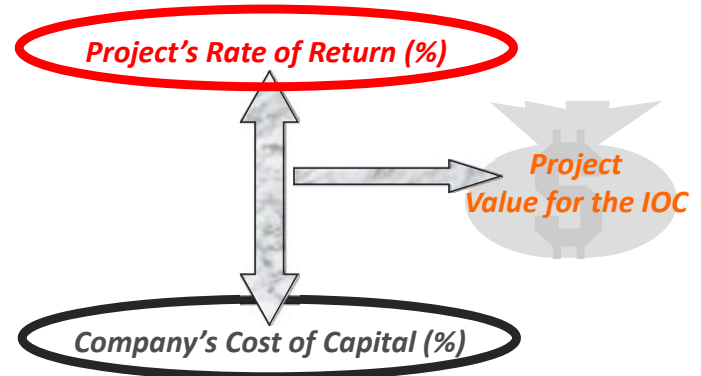 Project’s Rate of Return (%)
Project
Value for the IOC
$
Company’s Cost of Capital (%)